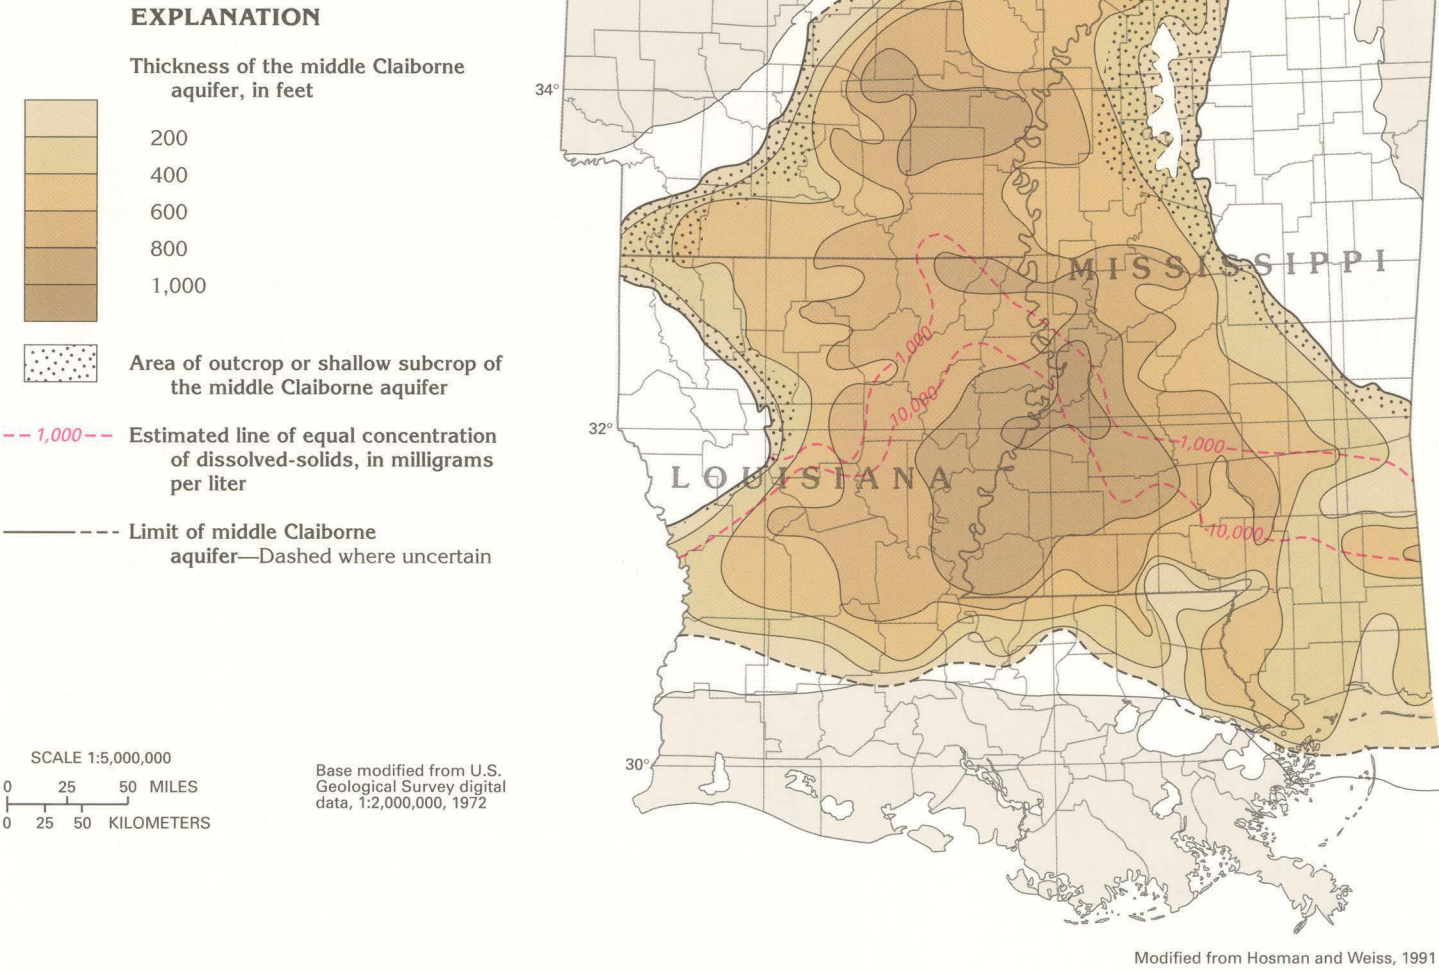 EXPLANATION
Thickness of the middle Claiborne
aquifer, in feet
200
400
600
800
1,000
Area of outcrop or shallow subcrop of
the middle Claiborne aquifer
1,000
Estimated line of equal concentration
of dissolved-solids, in milligrams
per liter
Limit of middle Claiborne
aquifer—Dashed where uncertain
SCALE 1:5,000,000
0 25 50 MILES
0 25 50 KILOMETERS
Base modified from U.S.
Geological Survey digital
data, 1:2,000,000, 1972
34°
MISSISSIPPI
1,000
10,000
32°
1,000
LOUISIANA
10,000
30°
Modified from Hosman and Weiss, 1991